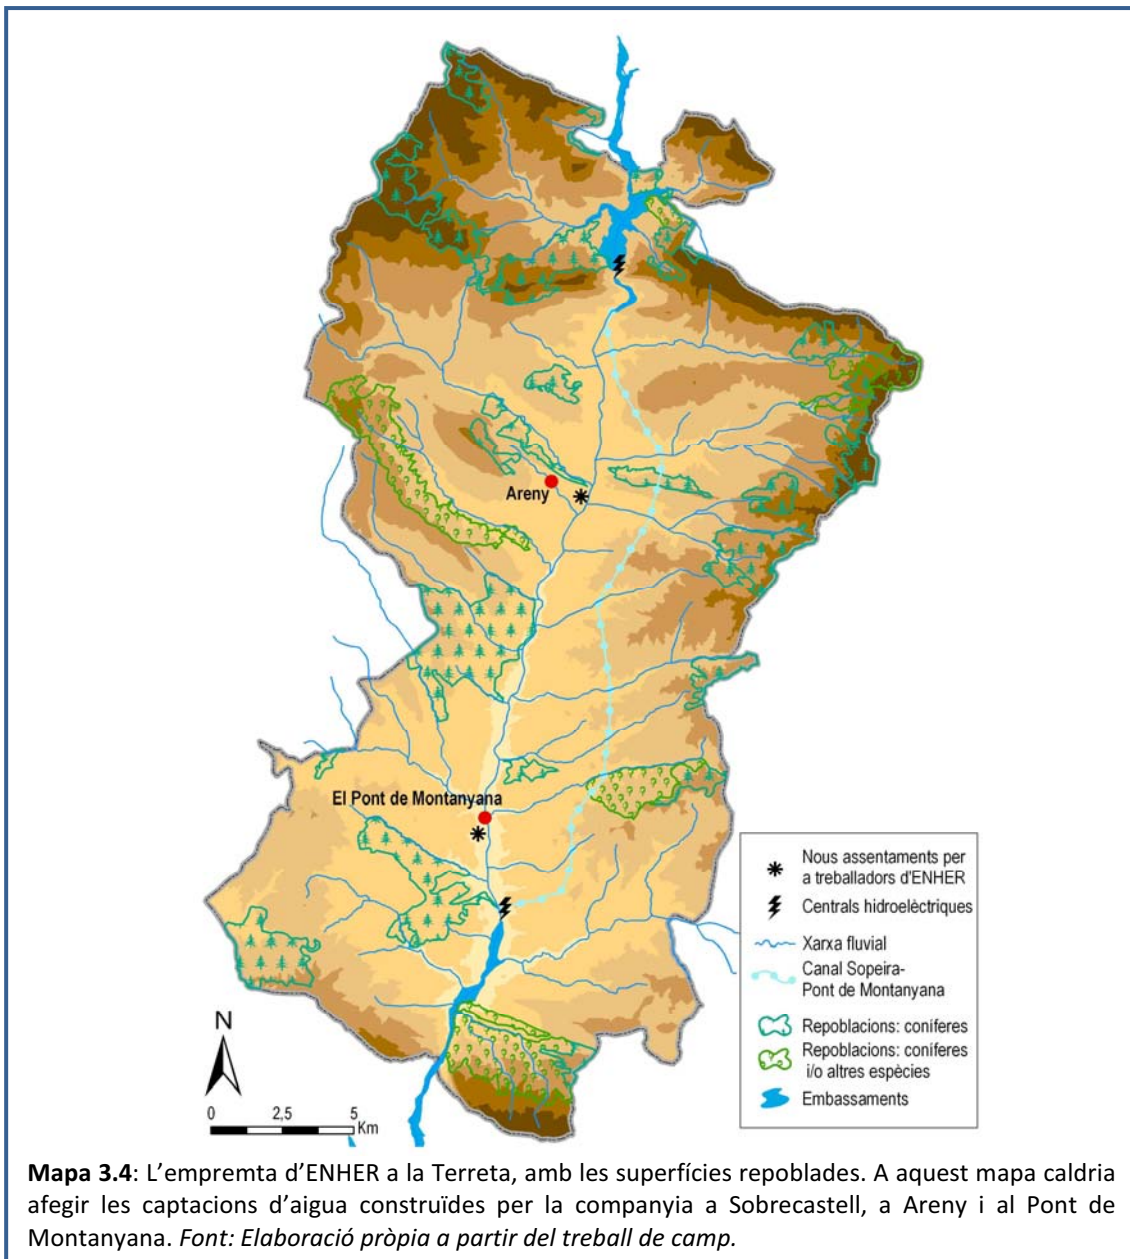 Areny
El Pont de Montanyana
Nous assentaments per
a treballadors d'ENHER
Centrals hidroelèctriques
Xarxa fluvial
Canal Sopeira-
Pont de Montanyana
Repoblacions: coníferes
Repoblacions: coníferes
i/o altres espècies
Embassaments
N
0 2,5 5
Km
Mapa 3.4: L'empremta d'ENHER a la Terreta, amb les superfícies repoblades. A aquest mapa caldria
afegir les captacions d'aigua construïdes per la companyia a Sobrecastell, a Areny i al Pont de
Montanyana. Font: Elaboració pròpia a partir del treball de camp.